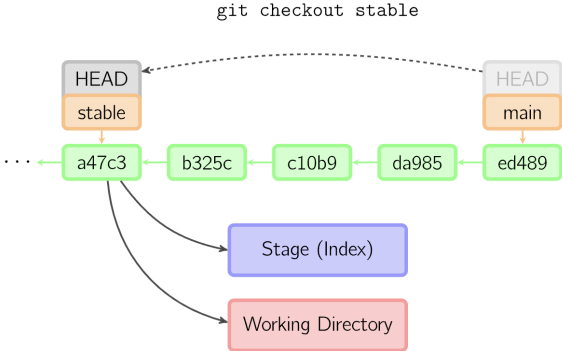 git checkout stable
HEAD HEAD
stable main
... a47c3 b325c c10b9 da985 ed489
Stage (Index)
Working Directory